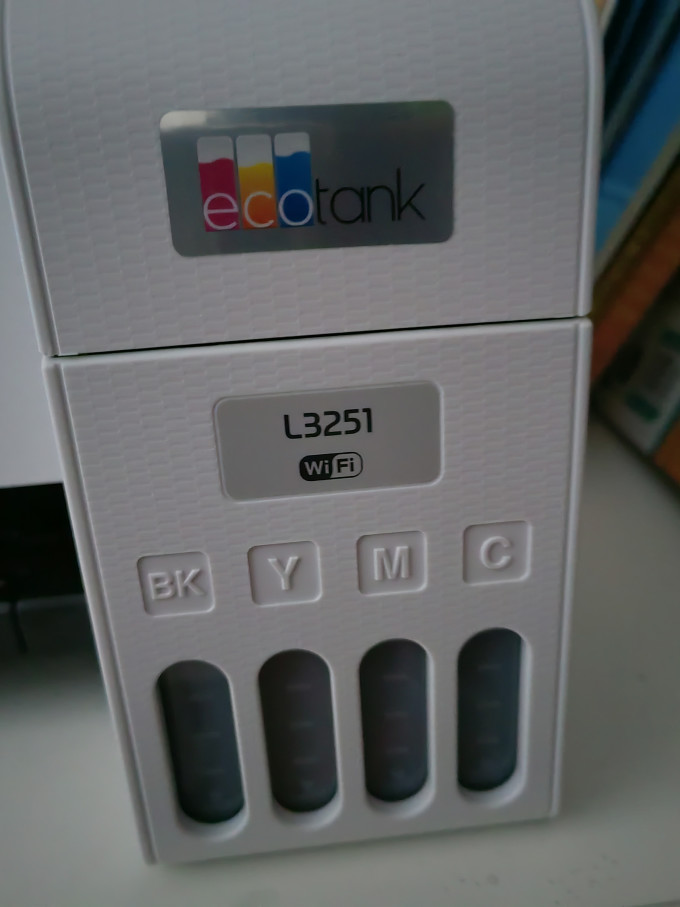 ecotank
L3251
WiFi
BK Y M C